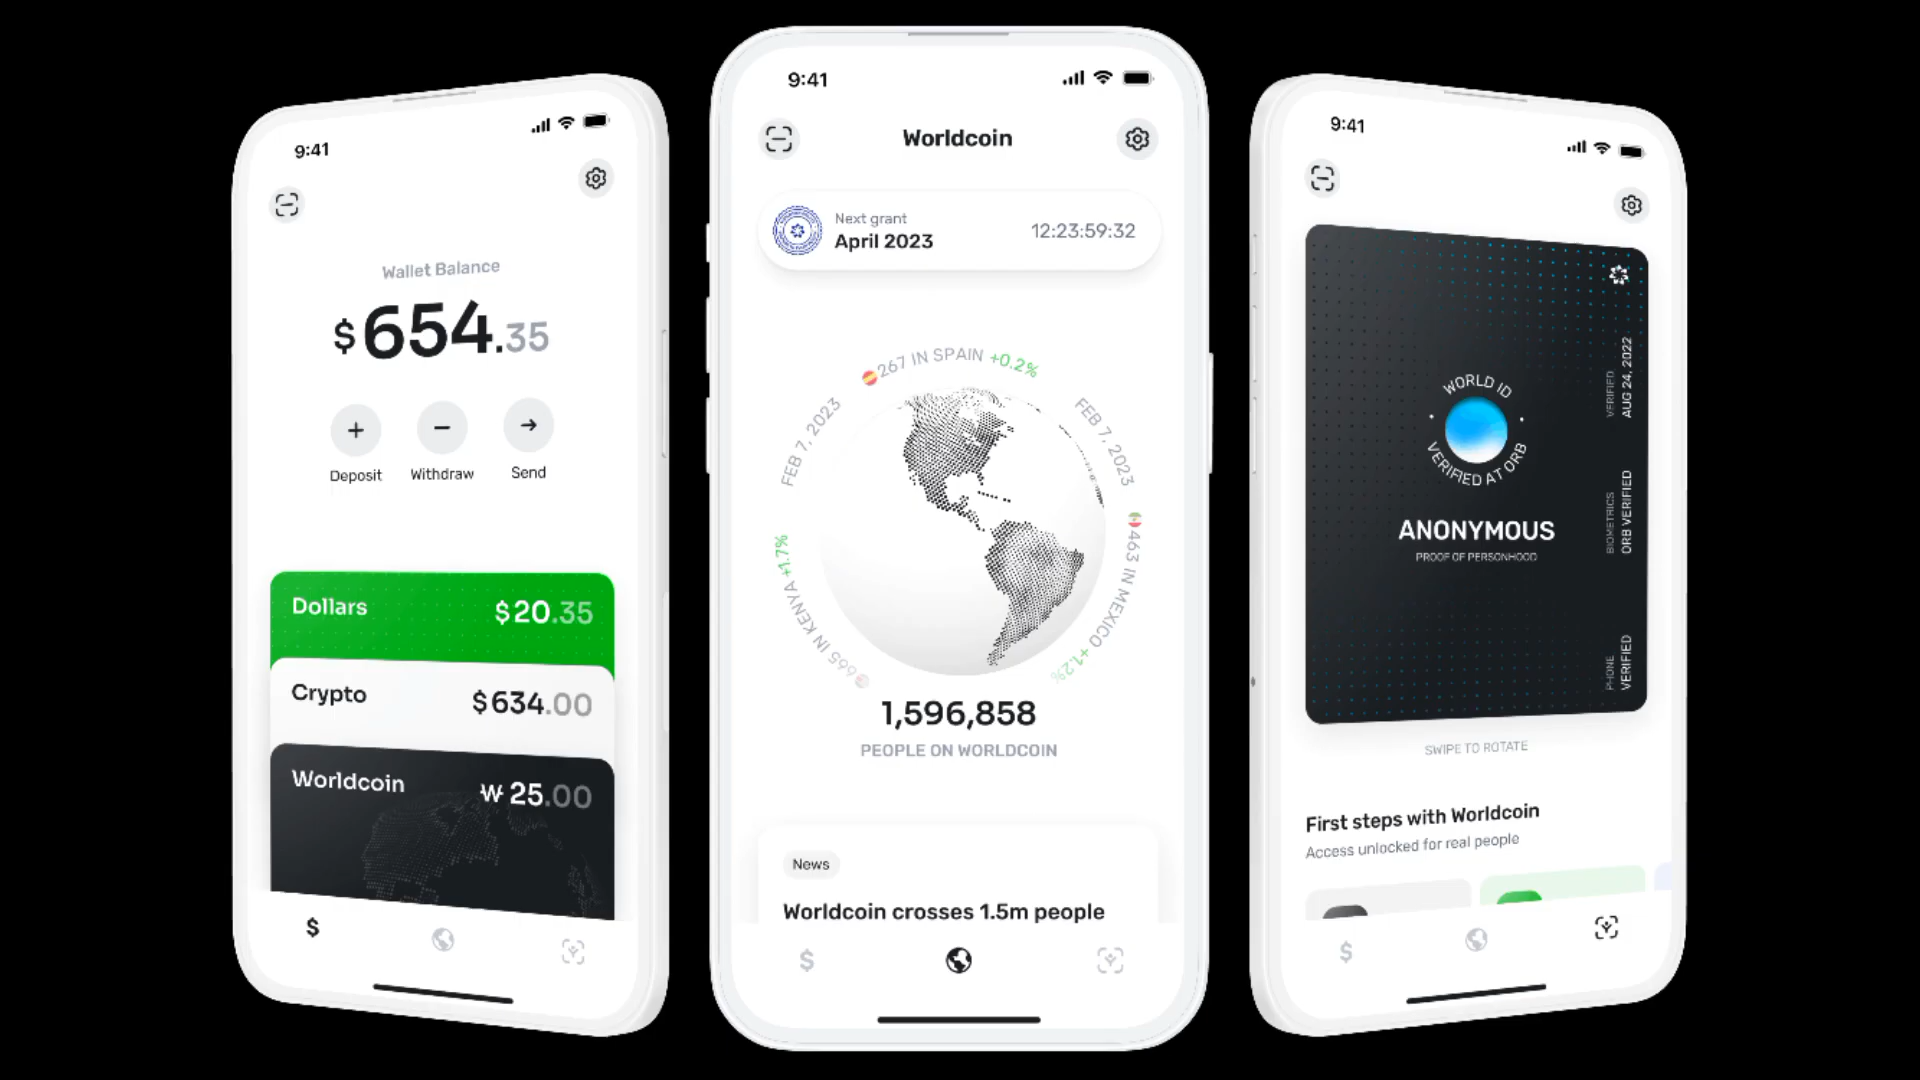 9:41
Wallet Balance
$654.35
Deposit
Withdraw
Send
Dollars
$20.35
Crypto
$634.00
Worldcoin
₩25.00
$
9:41
Worldcoin
Next grant
April 2023
12:23:59:32
267 IN SPAIN +0.2%
FEB 7, 2023
FEB 7, 2023
463 IN MEXICO +1.2%
665 IN KENYA +1.7%
1,596,858
PEOPLE ON WORLDCOIN
News
Worldcoin crosses 1.5m people
$
9:41
WORLD ID
VERIFIED AT ORB
ANONYMOUS
PROOF OF PERSONHOOD
VERIFIED
AUG 24, 2022
BIOMETRICS
ORB VERIFIED
PHONE
VERIFIED
SWIPE TO ROTATE
First steps with Worldcoin
Access unlocked for real people
$